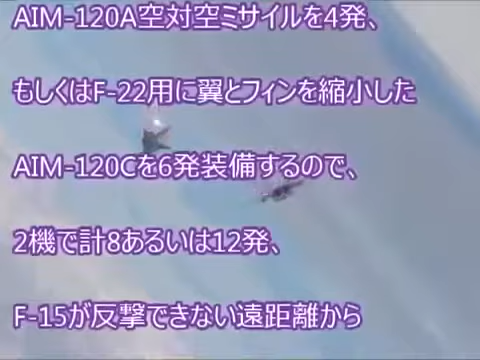 AIM-120A空対空ミサイルを4発、
もしくはF-22用に翼とフィンを縮小した
AIM-120Cを6発装備するので、
2機で計8あるいは12発、
F-15が反撃できない遠距離から